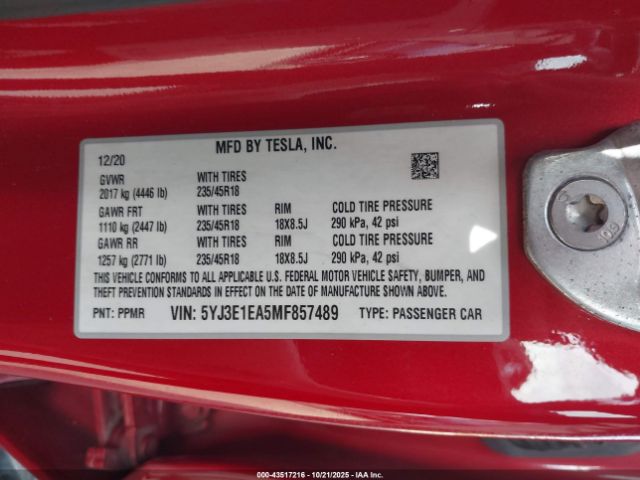 MFD BY TESLA, INC.
12/20
GVWR WITH TIRES
2017 kg (4446 lb) 235/45R18
GAWR FRT WITH TIRES RIM COLD TIRE PRESSURE
1110 kg (2447 lb) 235/45R18 18X8.5J 290 kPa, 42 psi
GAWR RR WITH TIRES RIM COLD TIRE PRESSURE
1257 kg (2771 lb) 235/45R18 18X8.5J 290 kPa, 42 psi
THIS VEHICLE CONFORMS TO ALL APPLICABLE U.S. FEDERAL MOTOR VEHICLE SAFETY, BUMPER, AND
THEFT PREVENTION STANDARDS IN EFFECT ON THE DATE OF MANUFACTURE SHOWN ABOVE.
PNT: PPMR VIN: 5YJ3E1EA5MF857489 TYPE: PASSENGER CAR
000-43517216 - 10/21/2025 - IAA Inc.